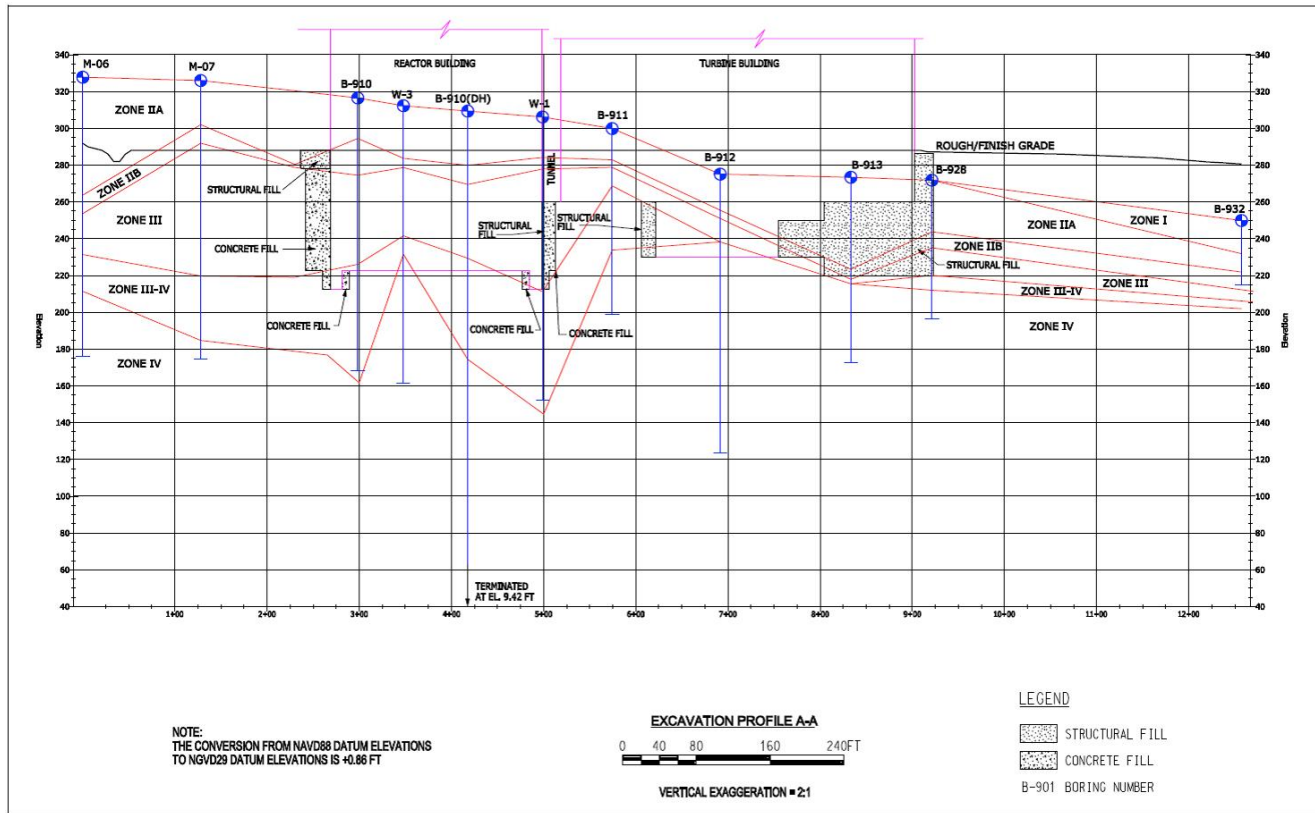 REACTOR BUILDING
TURBINE BUILDING
340
320
300
280
260
240
220
200
180
160
140
120
100
80
60
40
Elevation
M-06
M-07
B-910
W-3
B-910(DH)
W-1
B-911
B-912
B-913
B-928
B-932
ZONE IIA
ZONE IIB
ZONE III
ZONE III-IV
ZONE IV
STRUCTURAL FILL
CONCRETE FILL
CONCRETE FILL
CONCRETE FILL
CONCRETE FILL
TUNNEL
STRUCTURAL
FILL
STRUCTURAL
FILL
ROUGH/FINISH GRADE
ZONE IIA
ZONE I
ZONE IIB
STRUCTURAL FILL
ZONE III
ZONE III-IV
ZONE IV
340
320
300
280
260
240
220
200
180
160
140
120
100
80
60
40
Elevation
TERMINATED
AT EL. 9.42 FT
1+00
2+00
3+00
4+00
5+00
6+00
7+00
8+00
9+00
10+00
11+00
12+00
NOTE:
THE CONVERSION FROM NAVD88 DATUM ELEVATIONS
TO NGVD29 DATUM ELEVATIONS IS +0.86 FT
EXCAVATION PROFILE A-A
0 40 80 160 240FT
VERTICAL EXAGGERATION = 2:1
LEGEND
STRUCTURAL FILL
CONCRETE FILL
B-901 BORING NUMBER